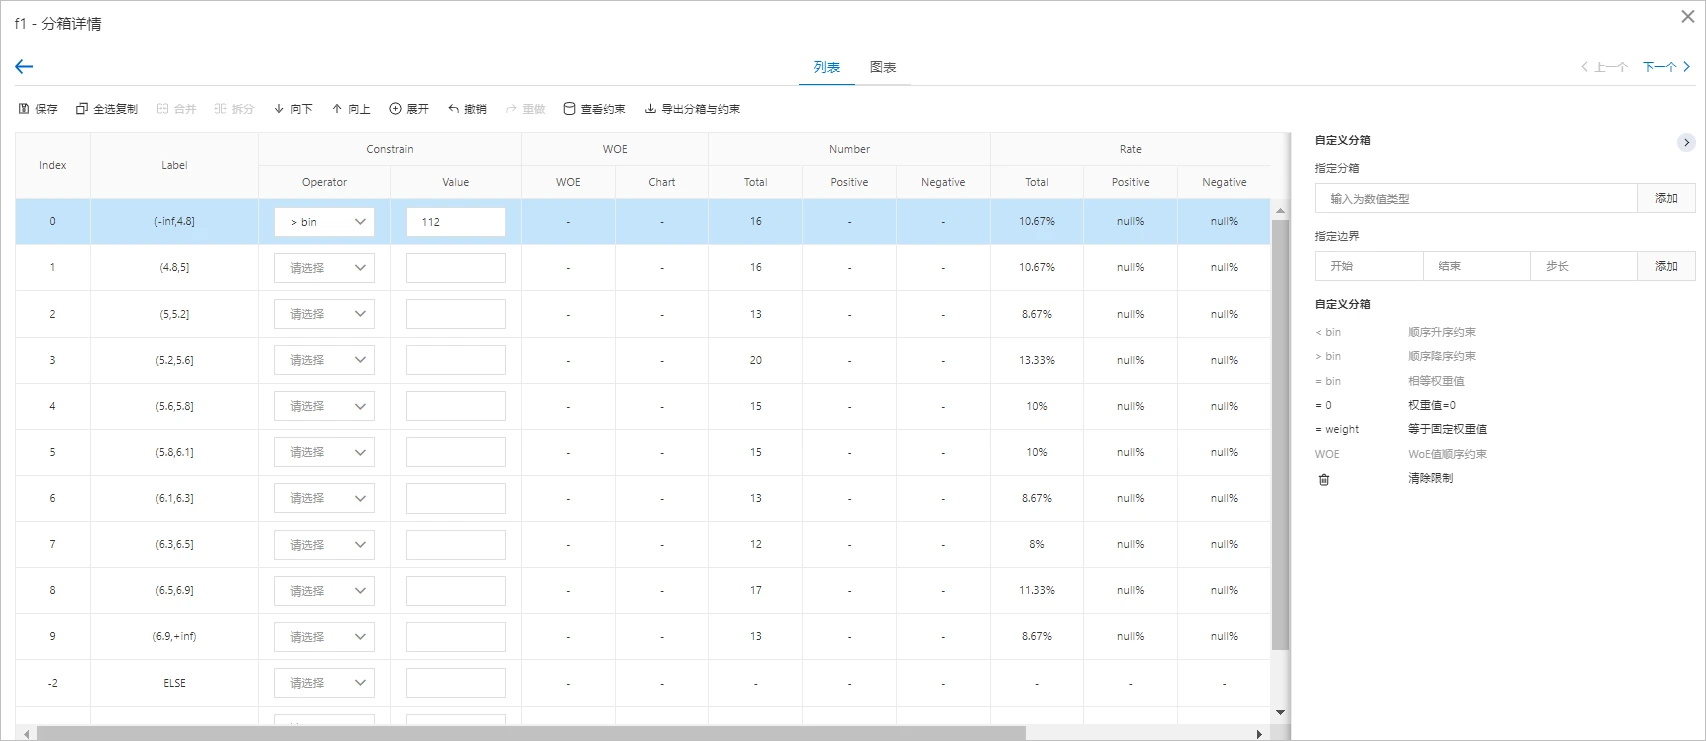 f1 - 分箱详情
列表 图表 上一个 下一个
保存 全选复制 合并 拆分 向下 向上 展开 撤销 重做 查看约束 导出分箱与约束
Index Label Constrain WOE Number Rate
Operator Value WOE Chart Total Positive Negative Total Positive Negative
0 (-inf,4.8] > bin 112 - - 16 - - 10.67% null% null%
1 (4.8,5] 请选择 - - 16 - - 10.67% null% null%
2 (5,5.2] 请选择 - - 13 - - 8.67% null% null%
3 (5.2,5.6] 请选择 - - 20 - - 13.33% null% null%
4 (5.6,5.8] 请选择 - - 15 - - 10% null% null%
5 (5.8,6.1] 请选择 - - 15 - - 10% null% null%
6 (6.1,6.3] 请选择 - - 13 - - 8.67% null% null%
7 (6.3,6.5] 请选择 - - 12 - - 8% null% null%
8 (6.5,6.9] 请选择 - - 17 - - 11.33% null% null%
9 (6.9,+inf) 请选择 - - 13 - - 8.67% null% null%
-2 ELSE 请选择 - - - - - - - -
自定义分箱
指定分箱
输入为数值类型 添加
指定边界
开始 结束 步长 添加
自定义分箱
< bin 顺序升序约束
> bin 顺序降序约束
= bin 相等权重值
= 0 权重值=0
= weight 等于固定权重值
WOE WoE值顺序约束
清除限制